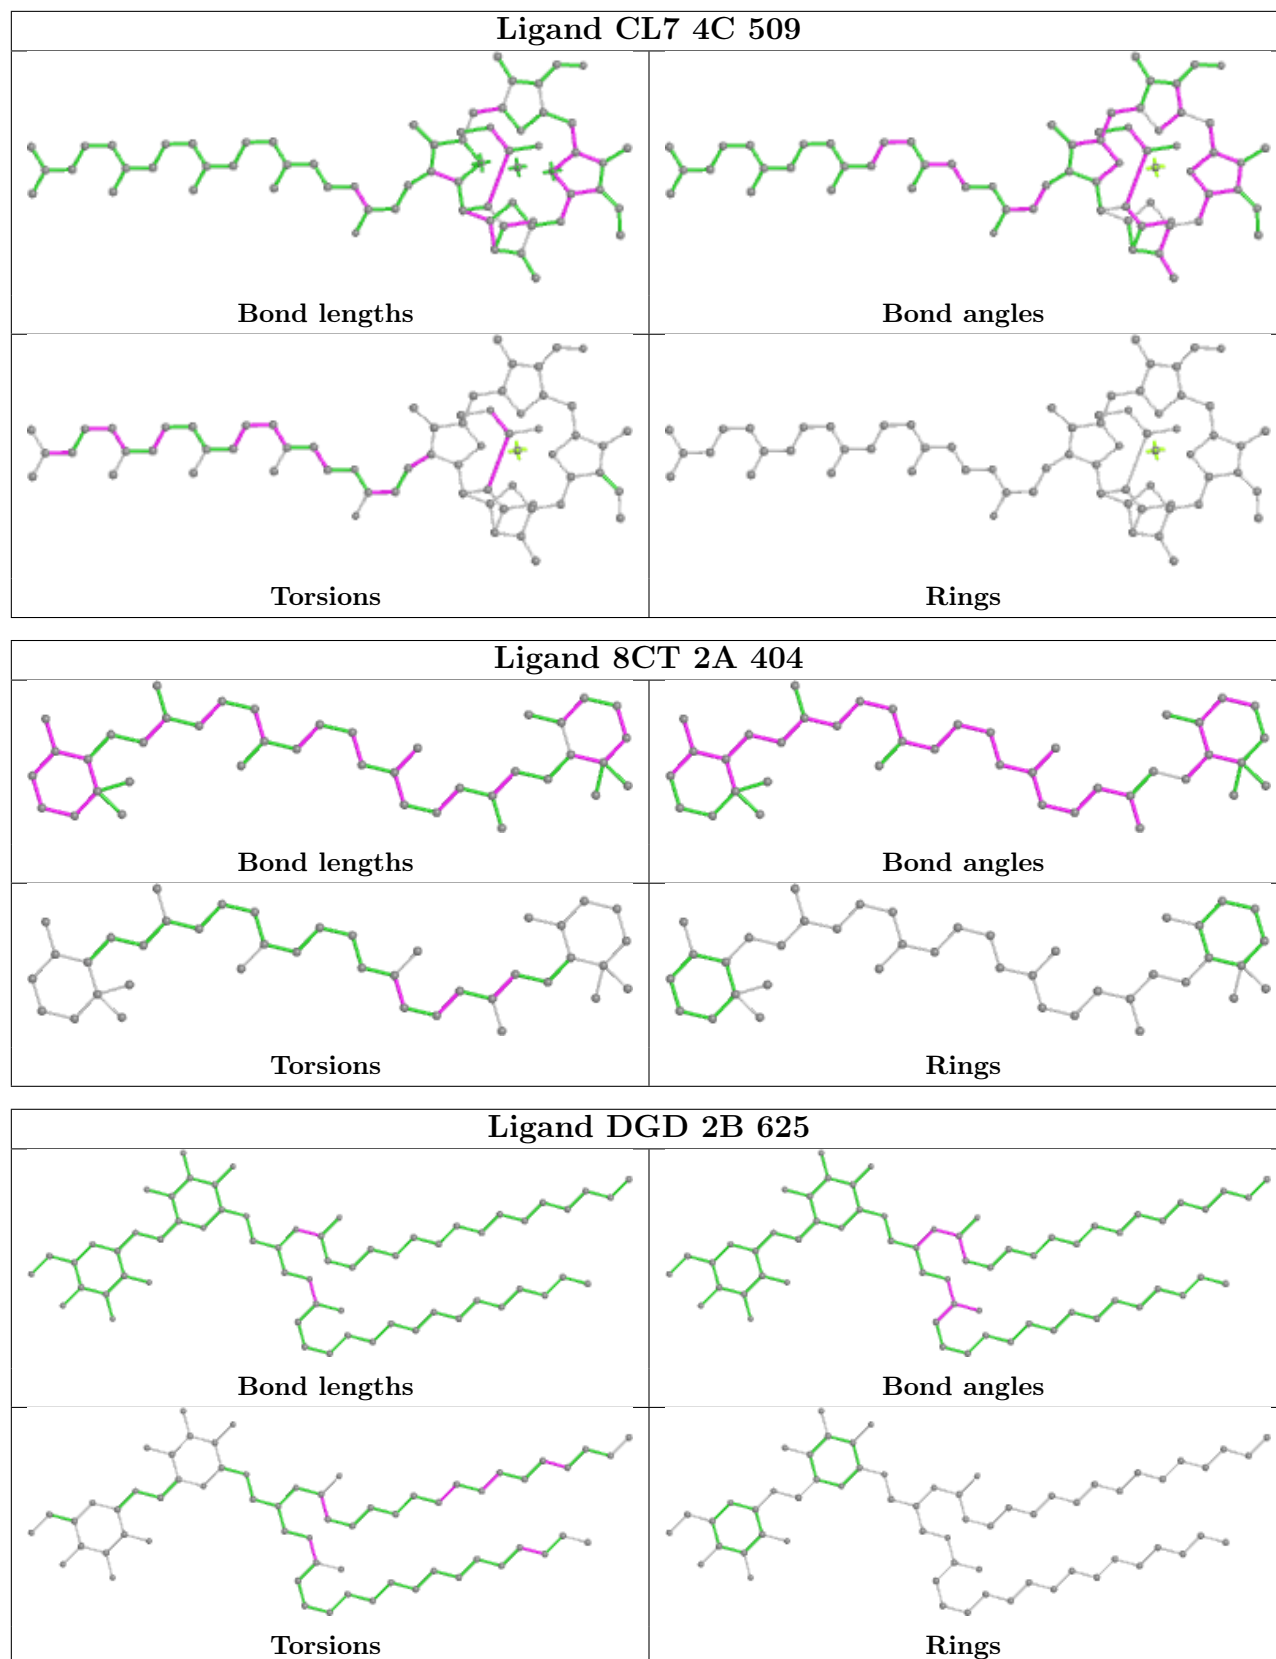 Ligand CL7 4C 509
Bond lengths
Bond angles
Torsions
Rings
Ligand 8CT 2A 404
Bond lengths
Bond angles
Torsions
Rings
Ligand DGD 2B 625
Bond lengths
Bond angles
Torsions
Rings